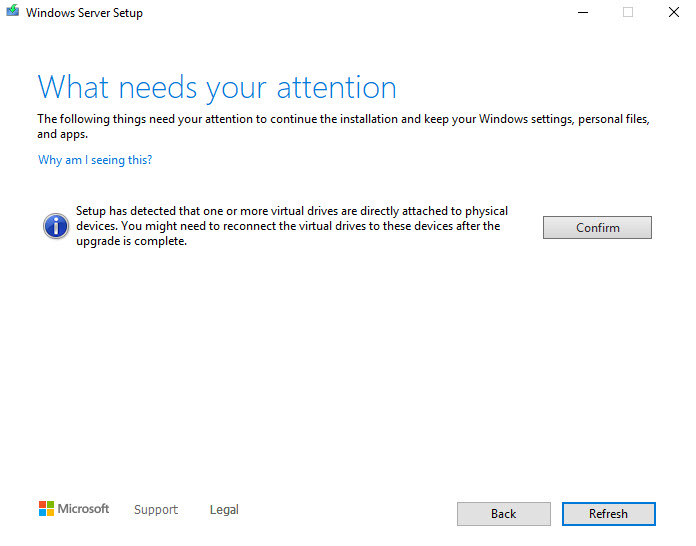 Windows Server Setup
What needs your attention
The following things need your attention to continue the installation and keep your Windows settings, personal files,
and apps.
Why am I seeing this?
Setup has detected that one or more virtual drives are directly attached to physical
devices. You might need to reconnect the virtual drives to these devices after the
upgrade is complete.
Confirm
Microsoft
Support
Legal
Back
Refresh